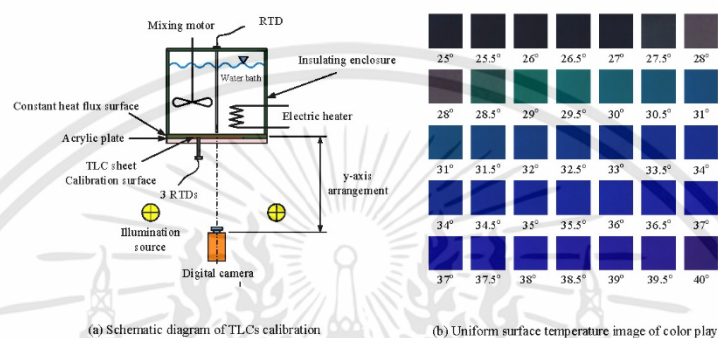 Mixing motor
RTD
Water bath
Insulating enclosure
Constant heat flux surface
Acrylic plate
Electric heater
TLC sheet
Calibration surface
3 RTDs
y-axis
arrangement
Illumination
source
Digital camera
(a) Schematic diagram of TLCs calibration
25° 25.5° 26° 26.5° 27° 27.5° 28°
28° 28.5° 29° 29.5° 30° 30.5° 31°
31° 31.5° 32° 32.5° 33° 33.5° 34°
34° 34.5° 35° 35.5° 36° 36.5° 37°
37° 37.5° 38° 38.5° 39° 39.5° 40°
(b) Uniform surface temperature image of color play